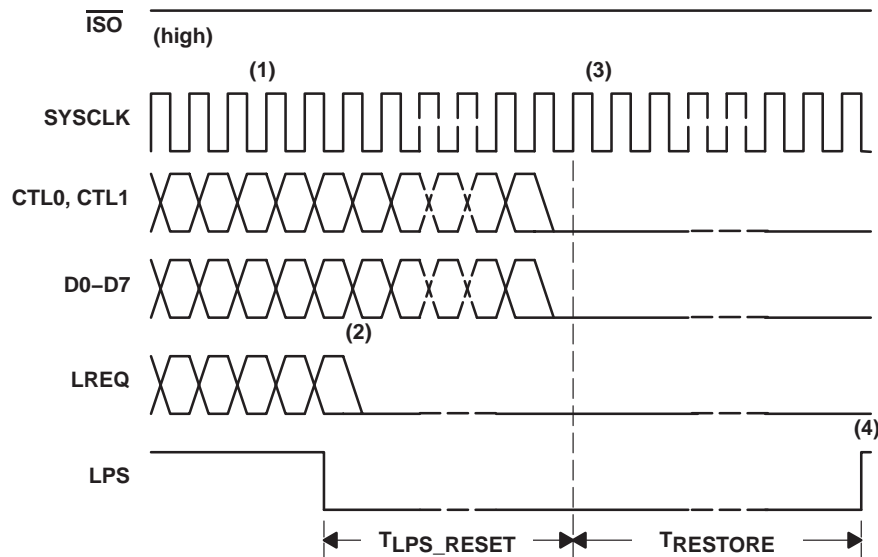 ISO
(high)
(1)
(3)
SYSCLK
CTL0, CTL1
D0–D7
(2)
LREQ
(4)
LPS
TLPS_RESET
TRESTORE